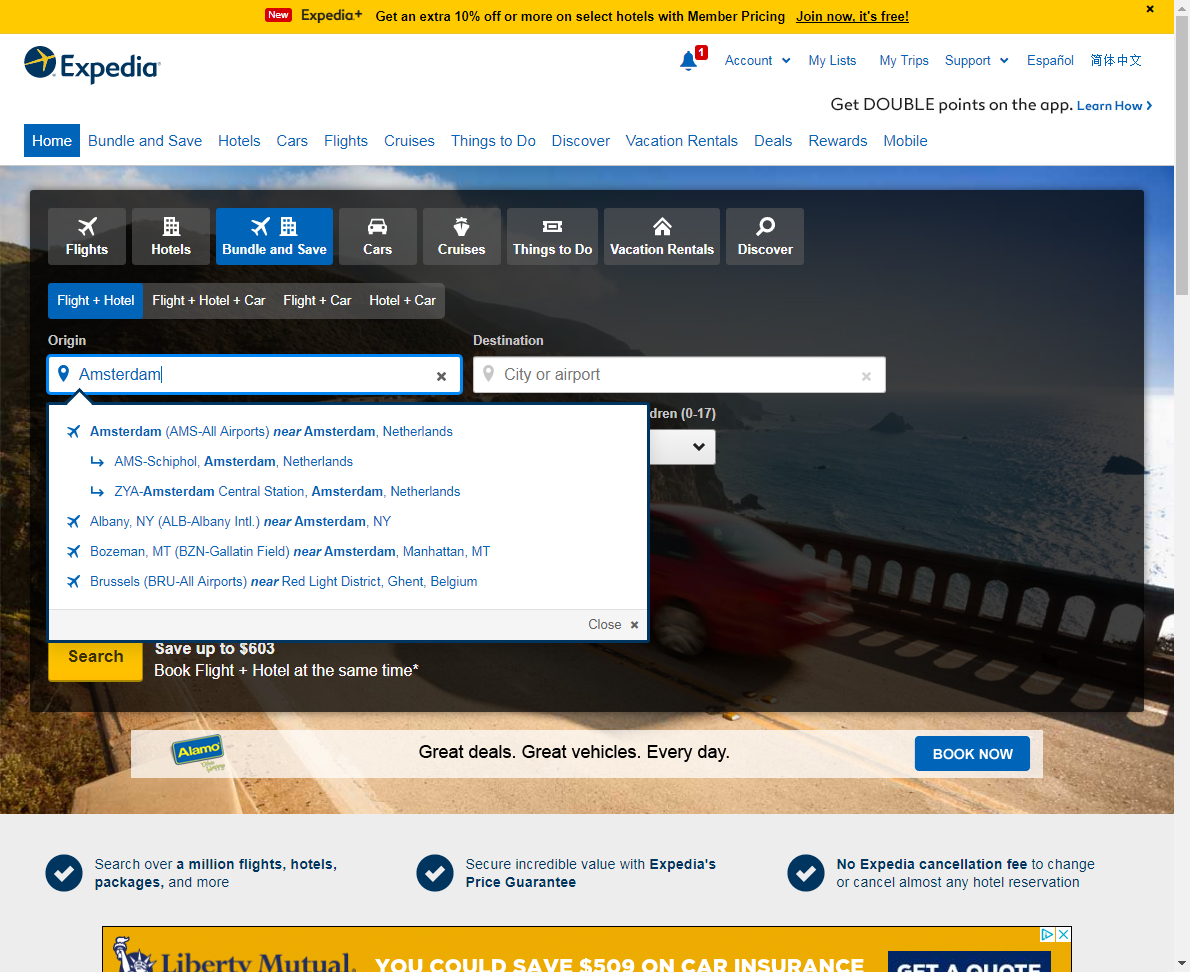 New Expedia+ Get an extra 10% off or more on select hotels with Member Pricing Join now, it's free!
Expedia
1
Account My Lists My Trips Support Español 简体中文
Get DOUBLE points on the app. Learn How
Home Bundle and Save Hotels Cars Flights Cruises Things to Do Discover Vacation Rentals Deals Rewards Mobile
Flights Hotels Bundle and Save Cars Cruises Things to Do Vacation Rentals Discover
Flight + Hotel Flight + Hotel + Car Flight + Car Hotel + Car
Origin Destination
Amsterdam City or airport
dren (0-17)
Amsterdam (AMS-All Airports) near Amsterdam, Netherlands
AMS-Schiphol, Amsterdam, Netherlands
ZYA-Amsterdam Central Station, Amsterdam, Netherlands
Albany, NY (ALB-Albany Intl.) near Amsterdam, NY
Bozeman, MT (BZN-Gallatin Field) near Amsterdam, Manhattan, MT
Brussels (BRU-All Airports) near Red Light District, Ghent, Belgium
Close
Search
Save up to $603
Book Flight + Hotel at the same time*
Alamo
Great deals. Great vehicles. Every day.
BOOK NOW
Search over a million flights, hotels,
packages, and more
Secure incredible value with Expedia's
Price Guarantee
No Expedia cancellation fee to change
or cancel almost any hotel reservation
Liberty Mutual. YOU COULD SAVE $509 ON CAR INSURANCE GET A QUOTE